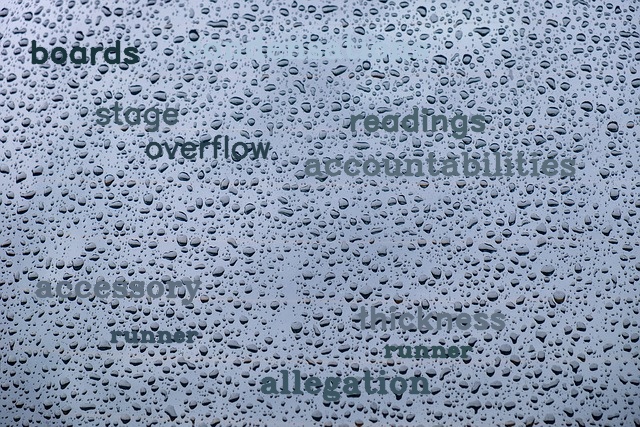 boards
stage
readings
overflow
accountabilities
accessory
thickness
runner
runner
allegation